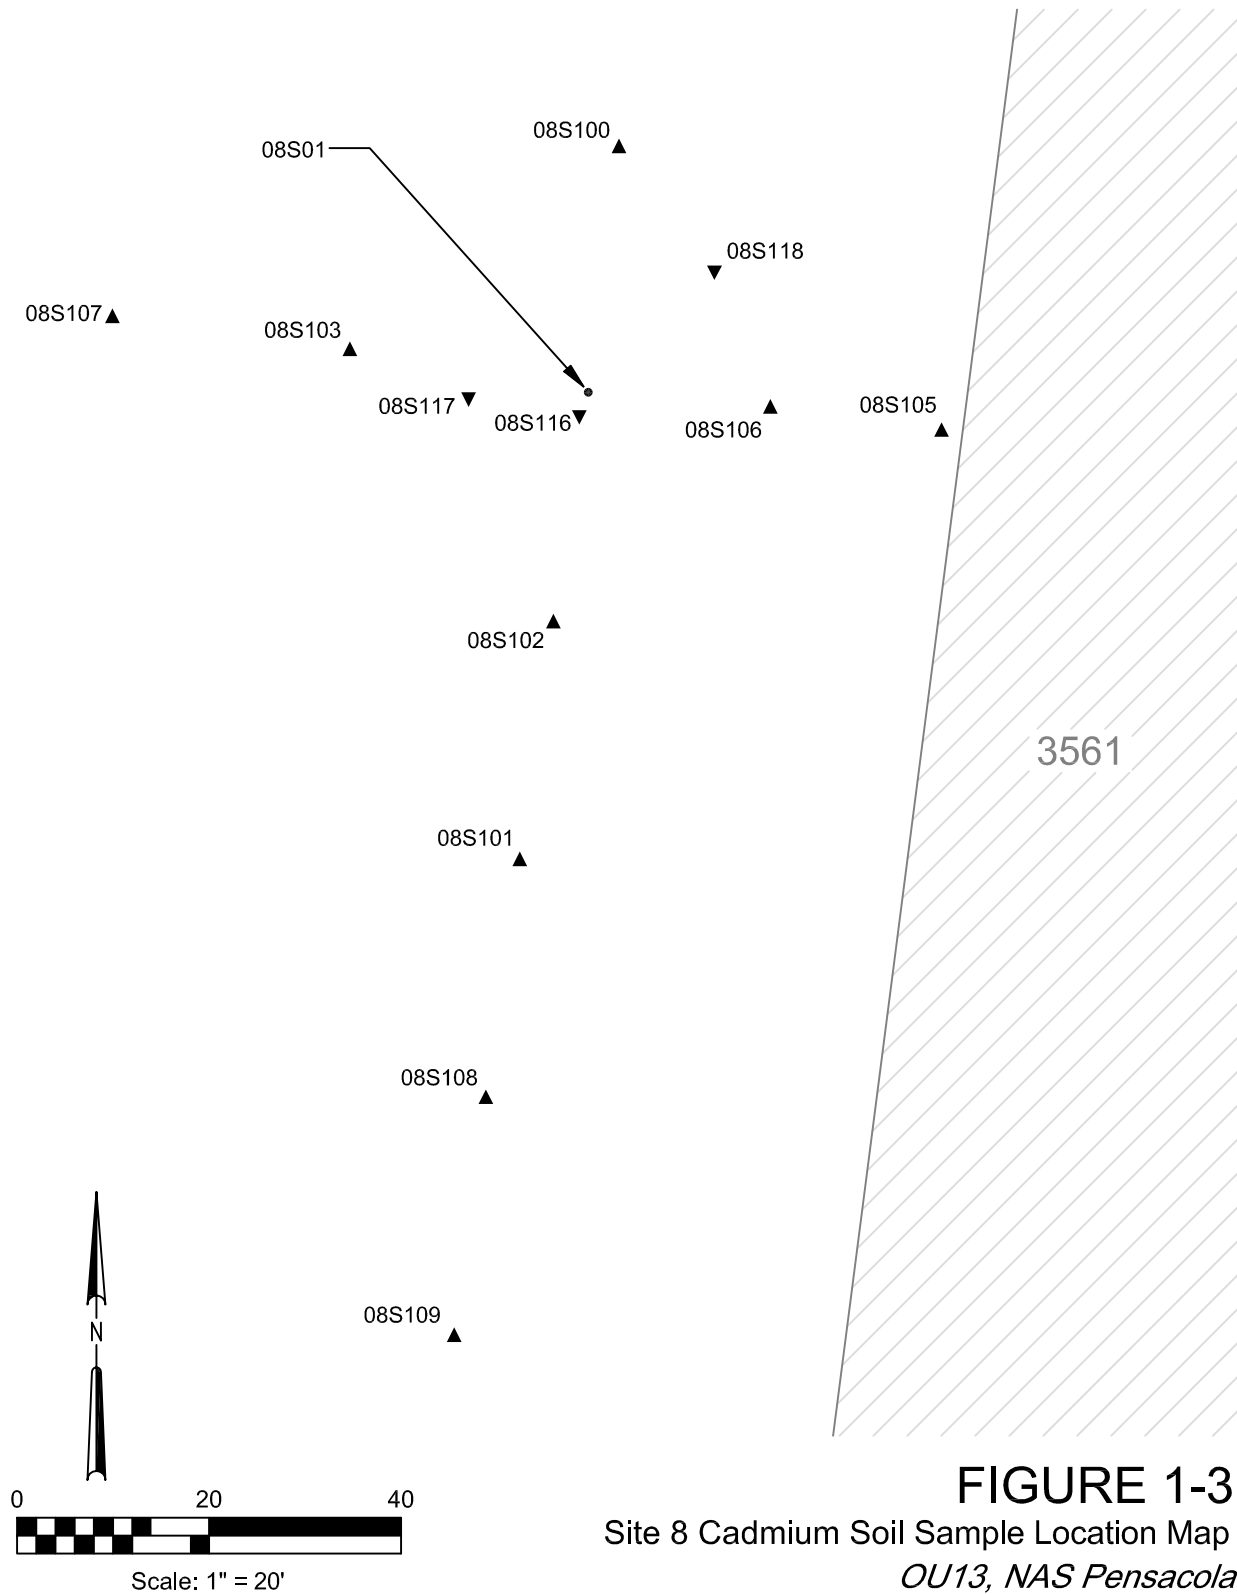 08S100
08S01
08S118
08S107
08S103
08S117
08S116
08S106
08S105
08S102
3561
08S101
08S108
08S109
N
0 20 40
Scale: 1" = 20'
FIGURE 1-3
Site 8 Cadmium Soil Sample Location Map
OU13, NAS Pensacola